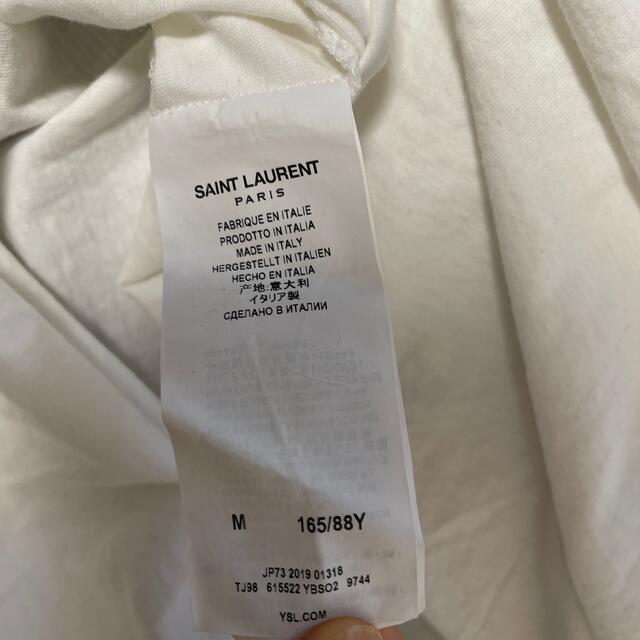 SAINT LAURENT
PARIS
FABRIQUE EN ITALIE
PRODOTTO IN ITALIA
MADE IN ITALY
HERGESTELLT IN ITALIEN
HECHO EN ITALIA
产地:意大利
イタリア製
СДЕЛАНО В ИТАЛИИ
M 165/88Y
JP73 2019 01318
TJ98 615522 YBSO2 9744
YSL.COM